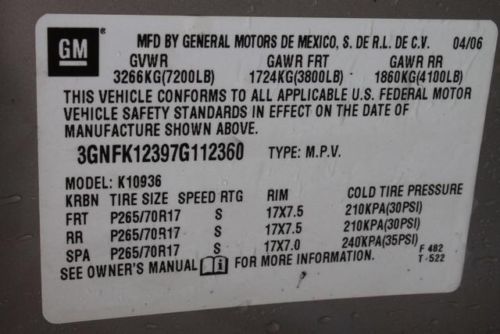 GM
MFD BY GENERAL MOTORS DE MEXICO, S. DE R.L. DE C.V. 04/06
GVWR GAWR FRT GAWR RR
3266KG(7200LB) 1724KG(3800LB) 1860KG(4100LB)
THIS VEHICLE CONFORMS TO ALL APPLICABLE U.S. FEDERAL MOTOR
VEHICLE SAFETY STANDARDS IN EFFECT ON THE DATE OF
MANUFACTURE SHOWN ABOVE.
3GNFK12397G112360 TYPE: M.P.V.
MODEL: K10936
KRBN TIRE SIZE SPEED RTG RIM COLD TIRE PRESSURE
FRT P265/70R17 S 17X7.5 210KPA(30PSI)
RR P265/70R17 S 17X7.5 210KPA(30PSI)
SPA P265/70R17 S 17X7.0 240KPA(35PSI)
SEE OWNER'S MANUAL i FOR MORE INFORMATION.
F 482
T 522